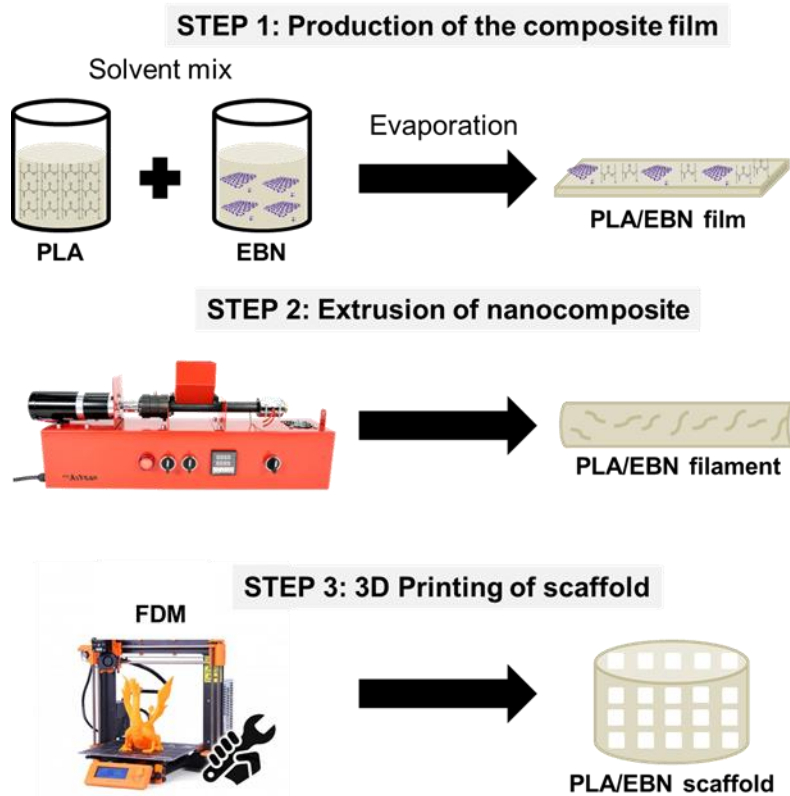 STEP 1: Production of the composite film
Solvent mix
Evaporation
PLA
EBN
PLA/EBN film
STEP 2: Extrusion of nanocomposite
PLA/EBN filament
STEP 3: 3D Printing of scaffold
FDM
PLA/EBN scaffold